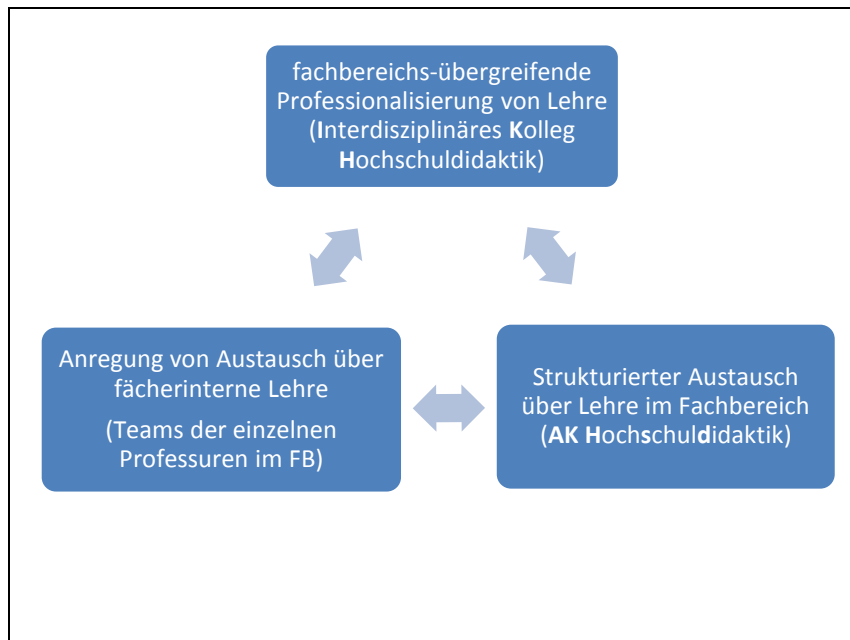 fachbereichs-übergreifende
Professionalisierung von Lehre
(Interdisziplinäres Kolleg
Hochschuldidaktik)
Anregung von Austausch über
fächerinterne Lehre
(Teams der einzelnen
Professuren im FB)
Strukturierter Austausch
über Lehre im Fachbereich
(AK Hochschuldidaktik)